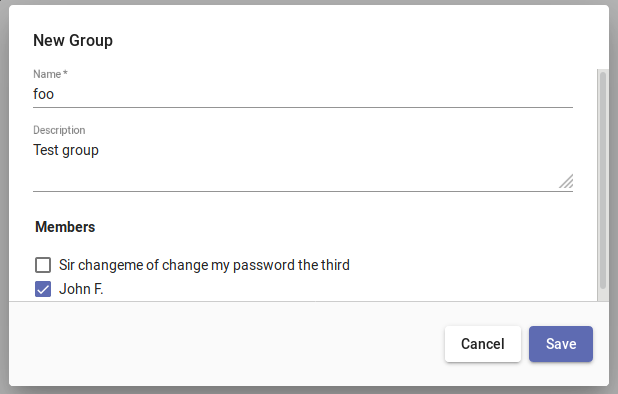 New Group
Name *
foo
Description
Test group
Members
Sir changeme of change my password the third
John F.
Cancel
Save